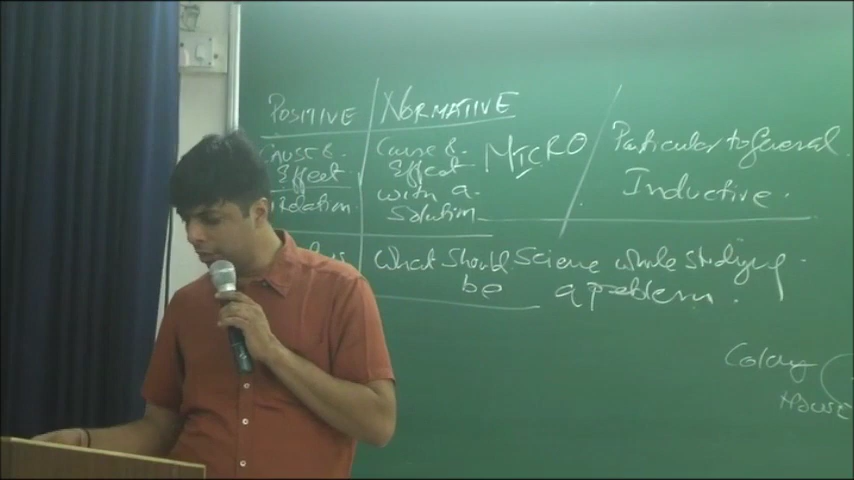 POSITIVE NORMATIVE
Cause & Effect Relation
Cause & Effect with a Solution
MICRO
Particular to General
Inductive.
What should be
Science while studying a problem.
Colony
House